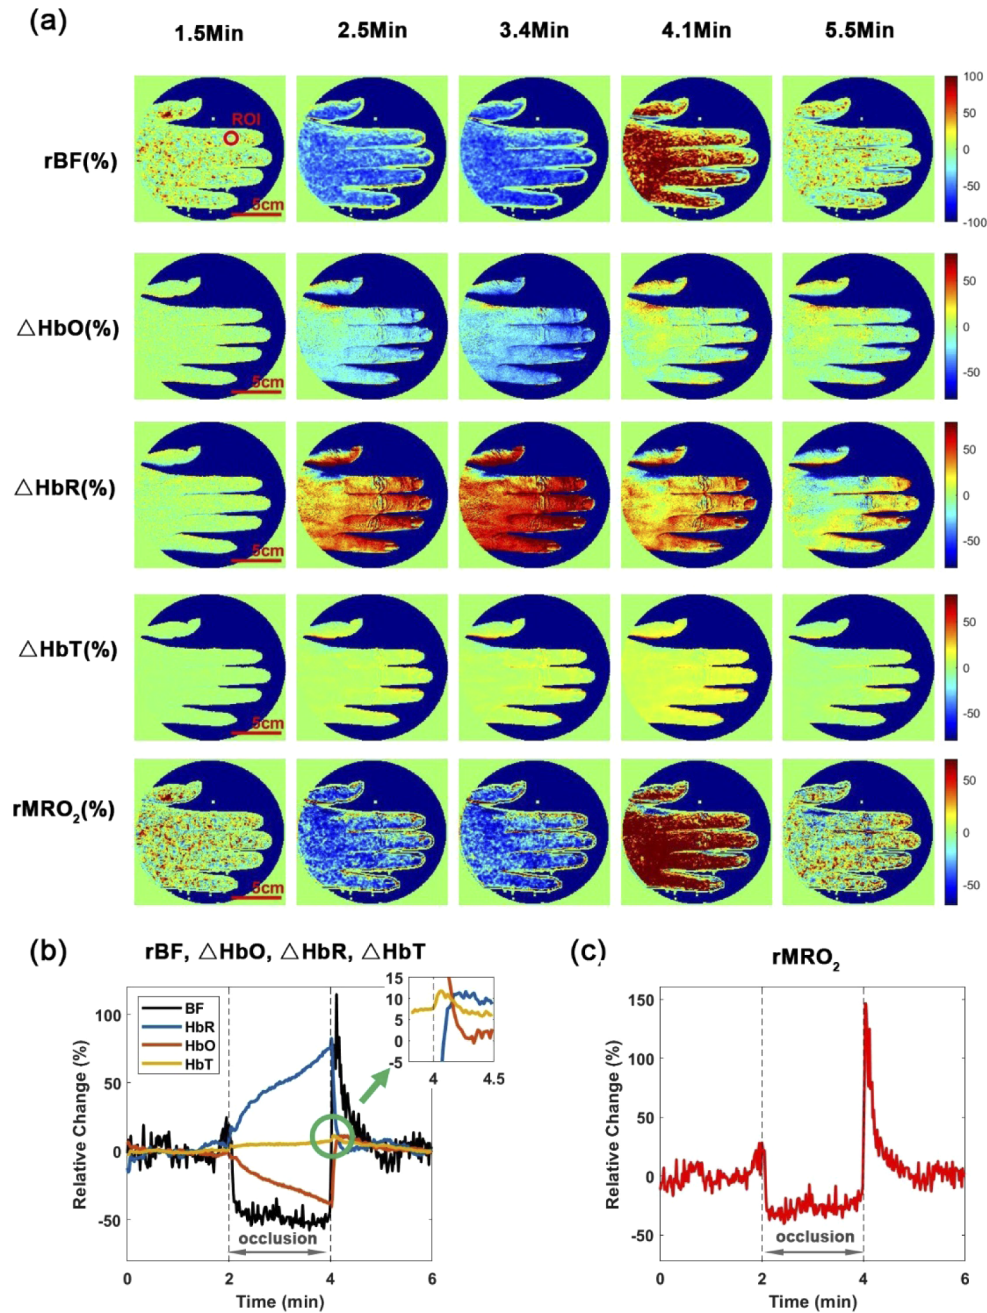 (a)
1.5Min 2.5Min 3.4Min 4.1Min 5.5Min
rBF(%)
ROI
5cm
100
50
0
-50
-100
△HbO(%)
5cm
50
0
-50
△HbR(%)
5cm
50
0
-50
△HbT(%)
5cm
50
0
-50
rMRO₂(%)
5cm
50
0
-50
(b) rBF, △HbO, △HbR, △HbT
Relative Change (%)
100
50
0
-50
BF
HbR
HbO
HbT
15
10
5
0
-5
4 4.5
occlusion
0 2 4 6
Time (min)
(c) rMRO₂
Relative Change (%)
150
100
50
0
-50
occlusion
0 2 4 6
Time (min)